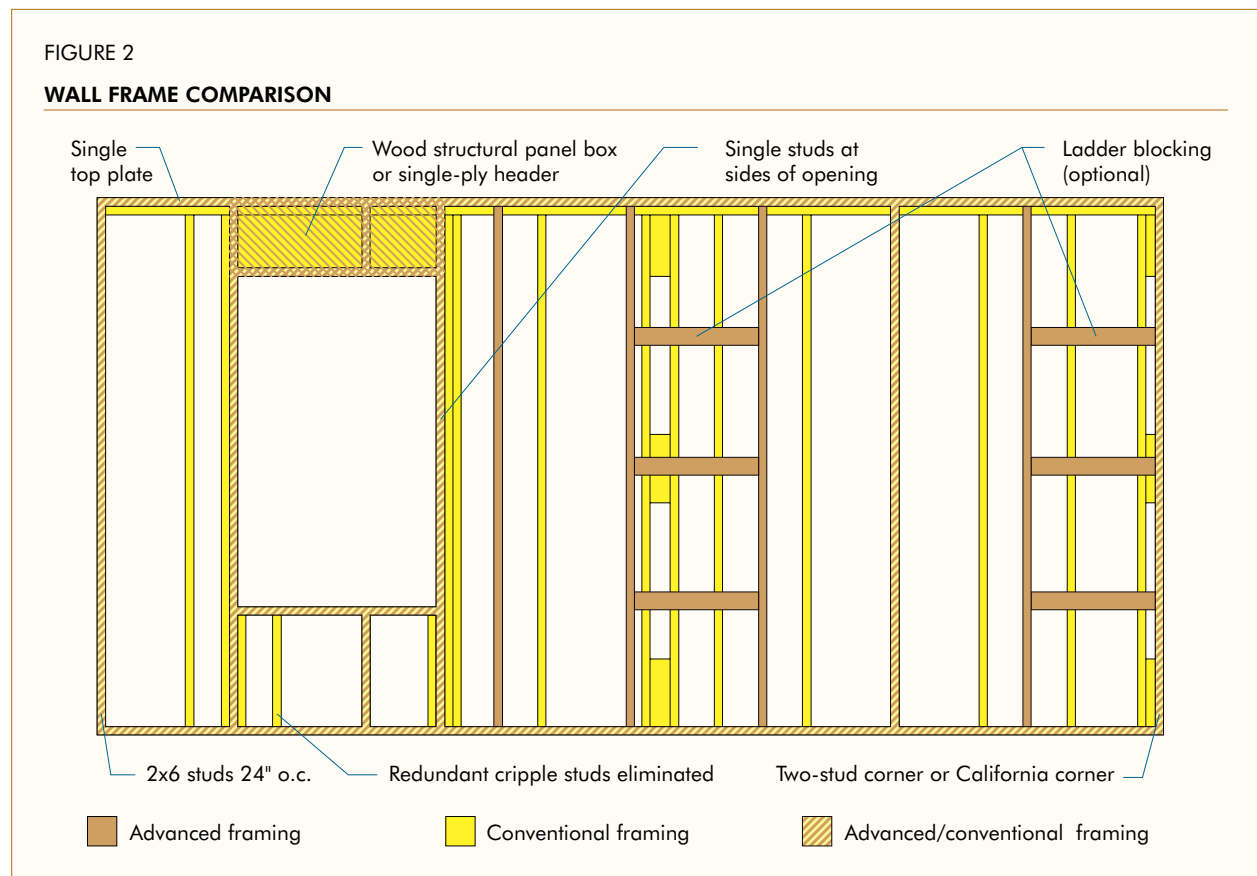 FIGURE 2
WALL FRAME COMPARISON
Single
top plate
Wood structural panel box
or single-ply header
Single studs at
sides of opening
Ladder blocking
(optional)
2x6 studs 24" o.c.
Redundant cripple studs eliminated
Two-stud corner or California corner
Advanced framing
Conventional framing
Advanced/conventional framing